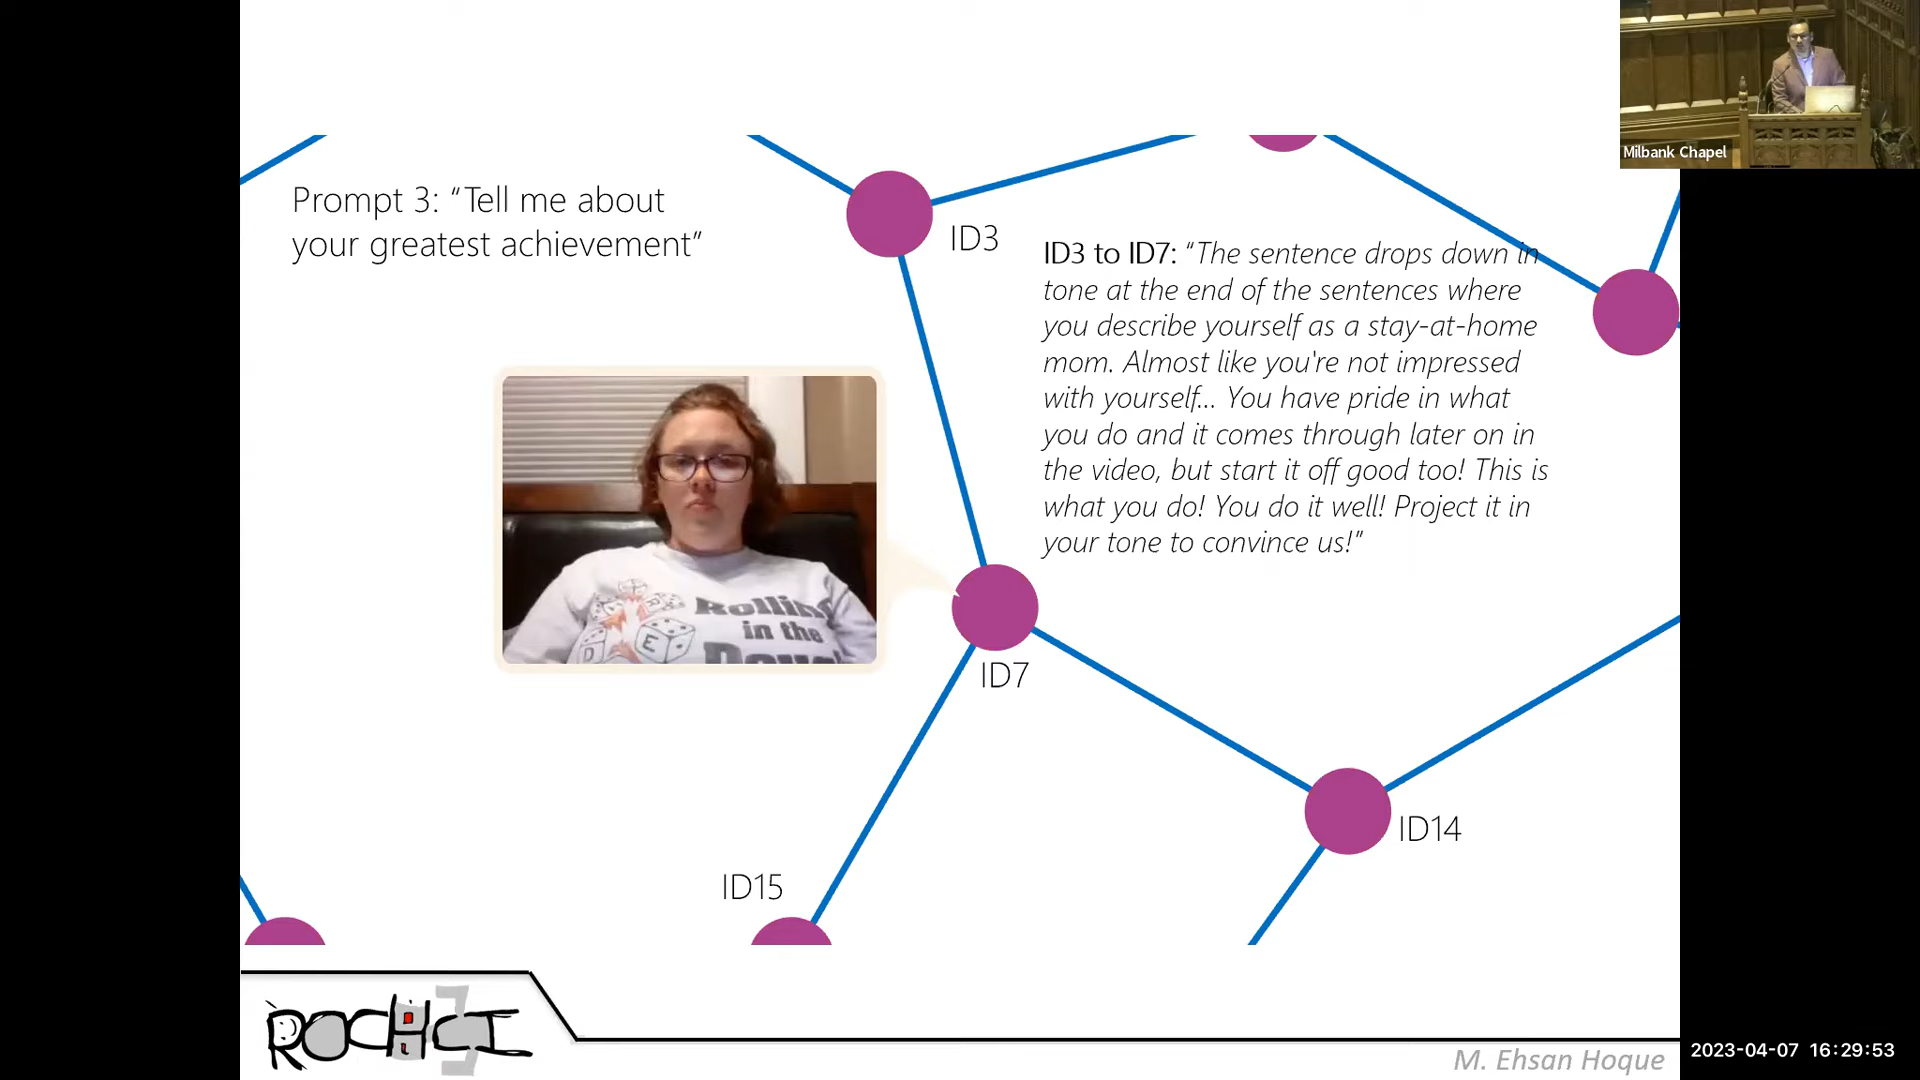 Milbank Chapel
Prompt 3: “Tell me about
your greatest achievement”
ID3
ID3 to ID7: “The sentence drops down in
tone at the end of the sentences where
you describe yourself as a stay-at-home
mom. Almost like you're not impressed
with yourself... You have pride in what
you do and it comes through later on in
the video, but start it off good too! This is
what you do! You do it well! Project it in
your tone to convince us!”
Rolling
in the
D
E
ID7
ID14
ID15
ROCHCI
M. Ehsan Hoque
2023-04-07 16:29:53